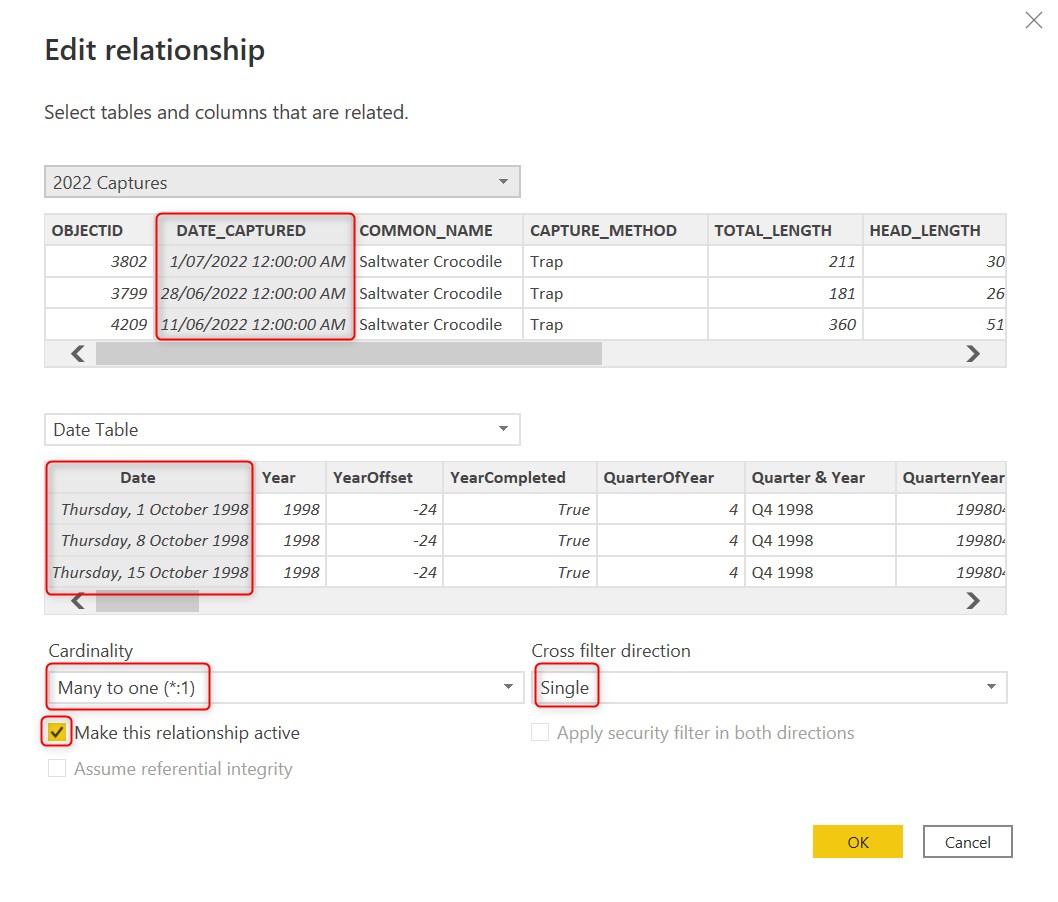 Edit relationship
Select tables and columns that are related.
2022 Captures
OBJECTID DATE_CAPTURED COMMON_NAME CAPTURE_METHOD TOTAL_LENGTH HEAD_LENGTH
3802 1/07/2022 12:00:00 AM Saltwater Crocodile Trap 211 30
3799 28/06/2022 12:00:00 AM Saltwater Crocodile Trap 181 26
4209 11/06/2022 12:00:00 AM Saltwater Crocodile Trap 360 51
Date Table
Date Year YearOffset YearCompleted QuarterOfYear Quarter & Year QuarternYear
Thursday, 1 October 1998 1998 -24 True 4 Q4 1998 199804
Thursday, 8 October 1998 1998 -24 True 4 Q4 1998 199804
Thursday, 15 October 1998 1998 -24 True 4 Q4 1998 199804
Cardinality Cross filter direction
Many to one (*:1) Single
Make this relationship active Apply security filter in both directions
Assume referential integrity
OK Cancel